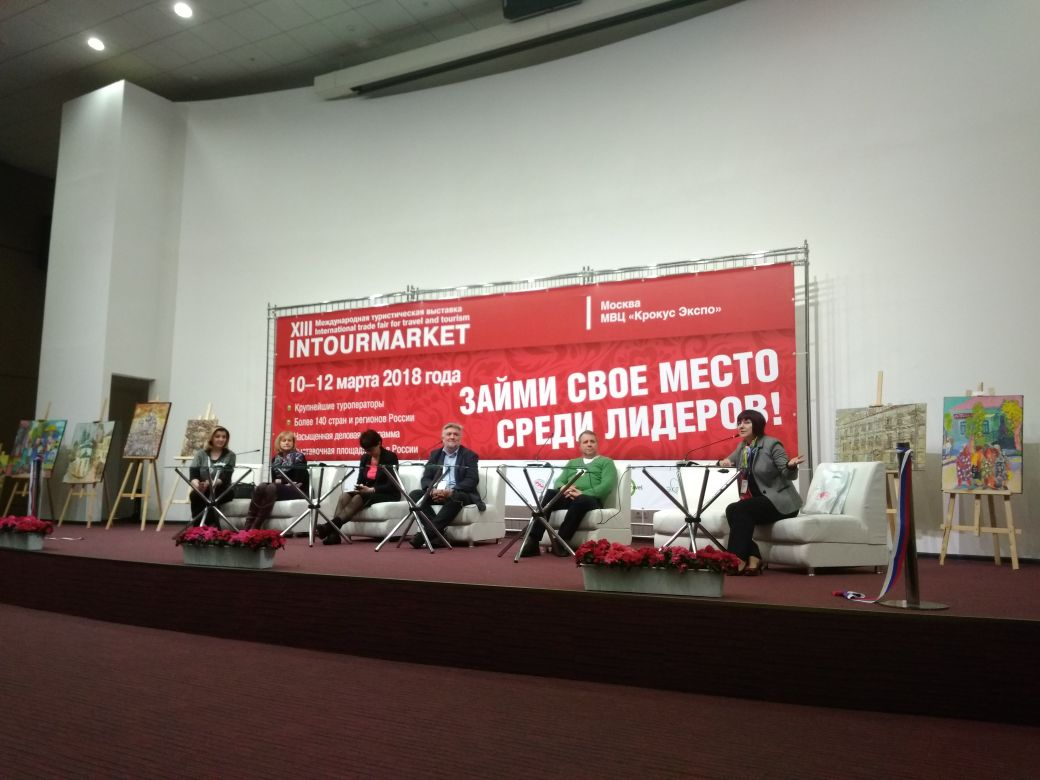 XIII Международная туристическая выставка
International trade fair for travel and tourism
INTOURMARKET
Москва
МВЦ «Крокус Экспо»
10–12 марта 2018 года
Крупнейшие туроператоры
Более 140 стран и регионов России
Насыщенная деловая
России
ЗАЙМИ СВОЕ МЕСТО
СРЕДИ ЛИДЕРОВ!